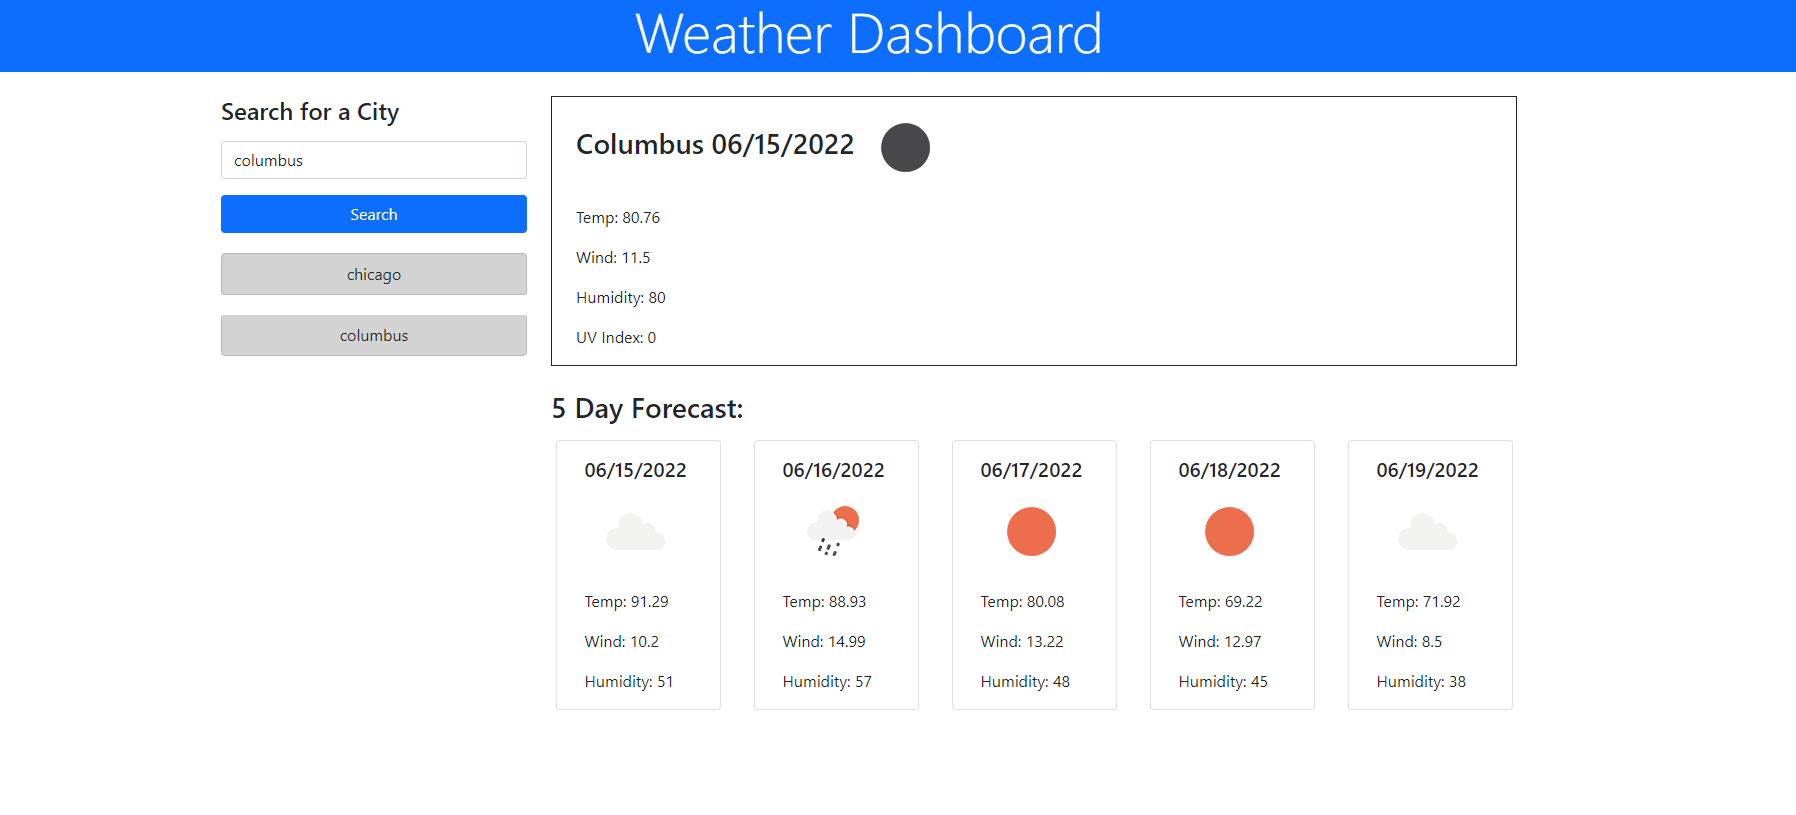 Weather Dashboard
Search for a City
columbus
Search
chicago
columbus
Columbus 06/15/2022
Temp: 80.76
Wind: 11.5
Humidity: 80
UV Index: 0
5 Day Forecast:
06/15/2022
Temp: 91.29
Wind: 10.2
Humidity: 51
06/16/2022
Temp: 88.93
Wind: 14.99
Humidity: 57
06/17/2022
Temp: 80.08
Wind: 13.22
Humidity: 48
06/18/2022
Temp: 69.22
Wind: 12.97
Humidity: 45
06/19/2022
Temp: 71.92
Wind: 8.5
Humidity: 38